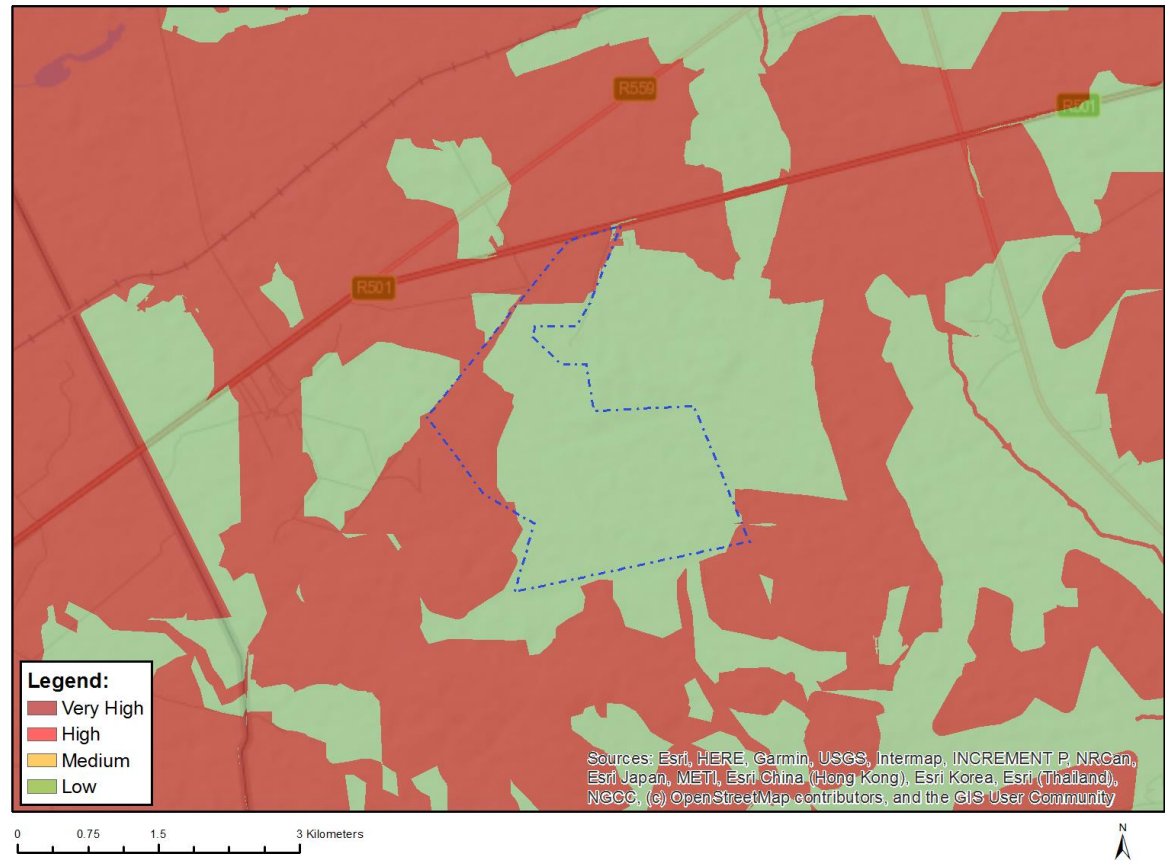 R559
R501
R501
Legend:
Very High
High
Medium
Low
Sources: Esri, HERE, Garmin, USGS, Intermap, INCREMENT P, NRCan,
Esri Japan, METI, Esri China (Hong Kong), Esri Korea, Esri (Thailand),
NGCC, (c) OpenStreetMap contributors, and the GIS User Community
0 0.75 1.5 3 Kilometers
N